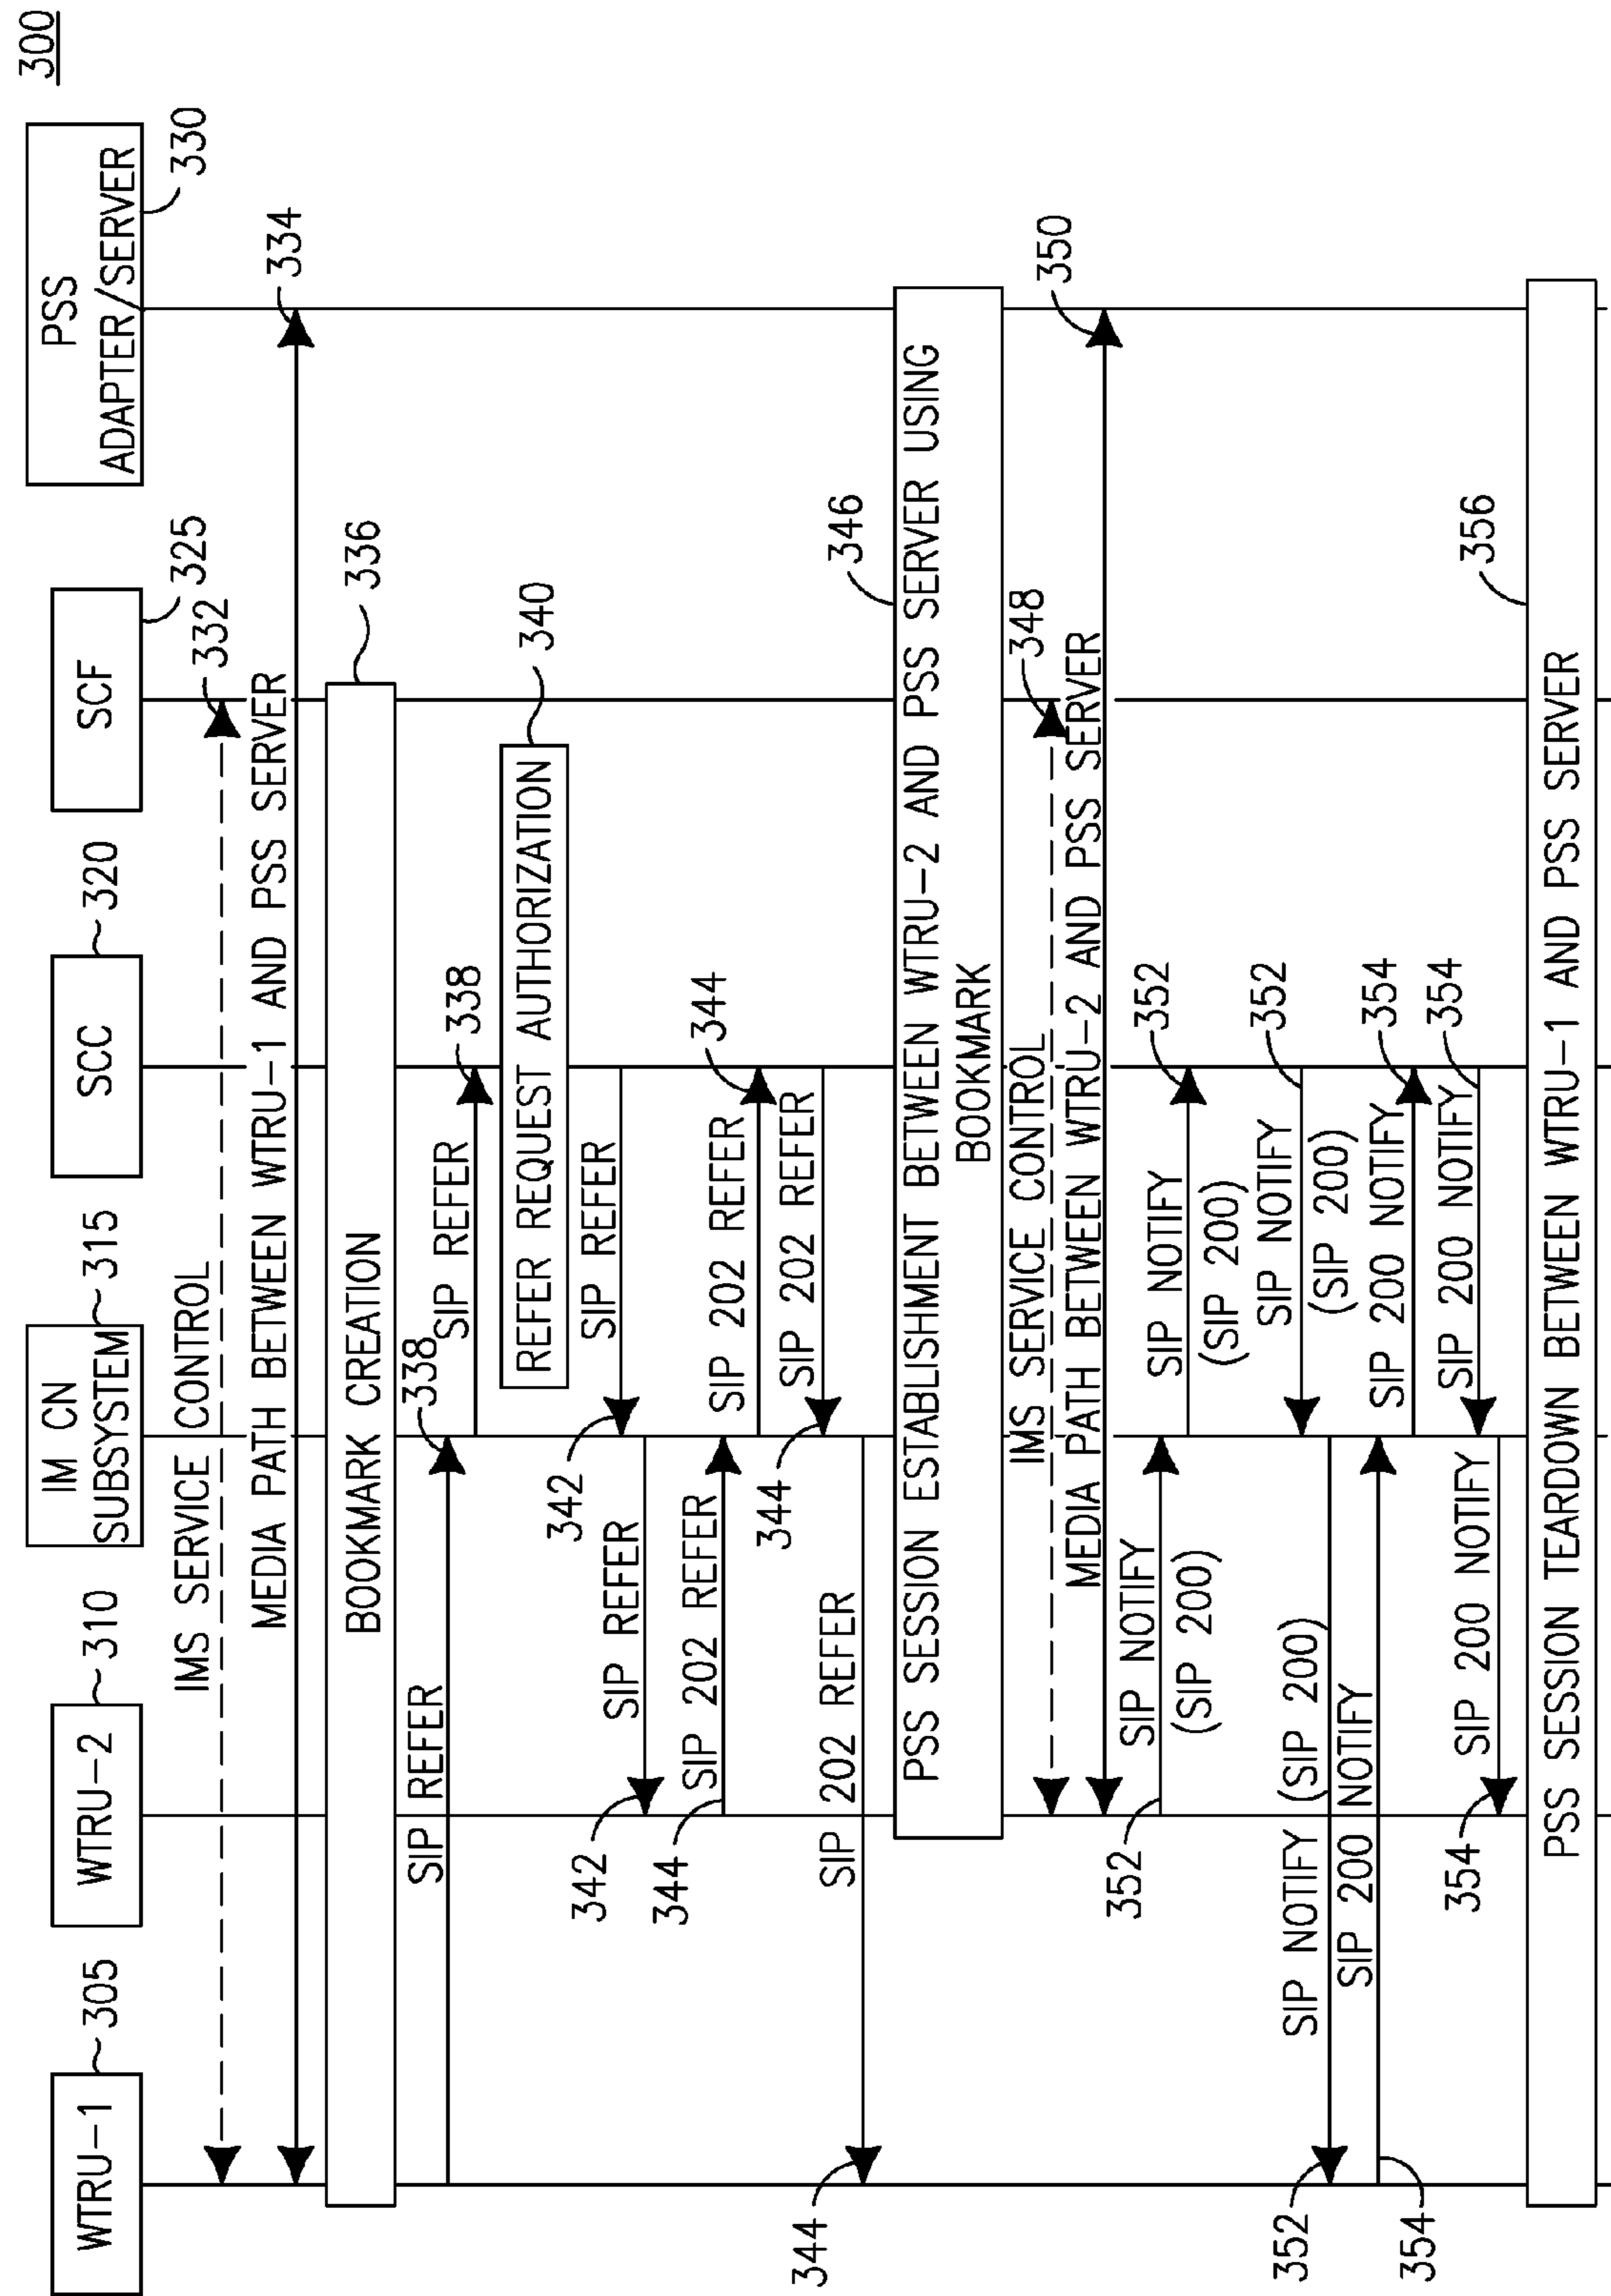 300
WTRU-1
305
WTRU-2
310
IM CN
SUBSYSTEM
315
SCC
320
SCF
325
PSS
ADAPTER/SERVER
330
IMS SERVICE CONTROL
332
MEDIA PATH BETWEEN WTRU-1 AND PSS SERVER
334
BOOKMARK CREATION
336
SIP REFER
338
SIP REFER
338
REFER REQUEST AUTHORIZATION
340
SIP REFER
342
SIP REFER
342
SIP 202 REFER
344
SIP 202 REFER
344
SIP 202 REFER
344
SIP 202 REFER
344
PSS SESSION ESTABLISHMENT BETWEEN WTRU-2 AND PSS SERVER USING
BOOKMARK
346
IMS SERVICE CONTROL
348
MEDIA PATH BETWEEN WTRU-2 AND PSS SERVER
350
SIP NOTIFY
(SIP 200)
352
SIP NOTIFY
(SIP 200)
352
SIP NOTIFY
(SIP 200)
352
SIP NOTIFY (SIP 200)
352
SIP 200 NOTIFY
354
SIP 200 NOTIFY
354
SIP 200 NOTIFY
354
SIP 200 NOTIFY
354
PSS SESSION TEARDOWN BETWEEN WTRU-1 AND PSS SERVER
356